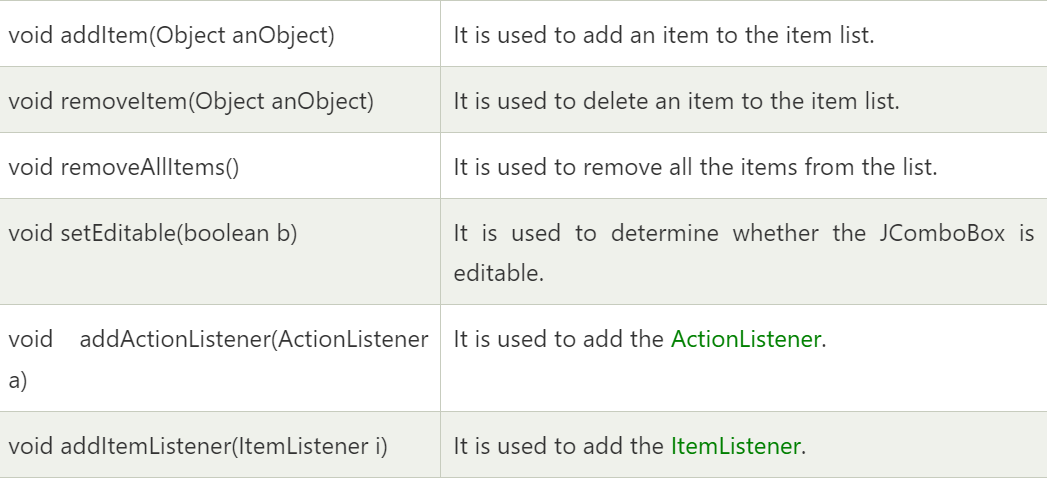 void addItem(Object anObject)
It is used to add an item to the item list.
void removeItem(Object anObject)
It is used to delete an item to the item list.
void removeAllItems()
It is used to remove all the items from the list.
void setEditable(boolean b)
It is used to determine whether the JComboBox is
editable.
void addActionListener(ActionListener
a)
It is used to add the ActionListener.
void addItemListener(ItemListener i)
It is used to add the ItemListener.